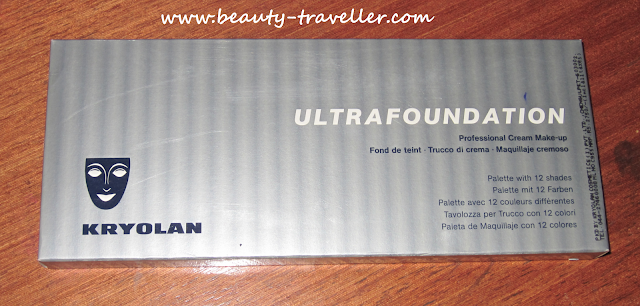 www.beauty-traveller.com
ULTRAFOUNDATION
Professional Cream Make-up
Fond de teint · Trucco di crema · Maquillaje cremoso
Palette with 12 shades
Palette mit 12 Farben
Palette avec 12 couleurs différentes
Tavolozza per Trucco con 12 colori
Paleta de Maquillaje con 12 colores
KRYOLAN